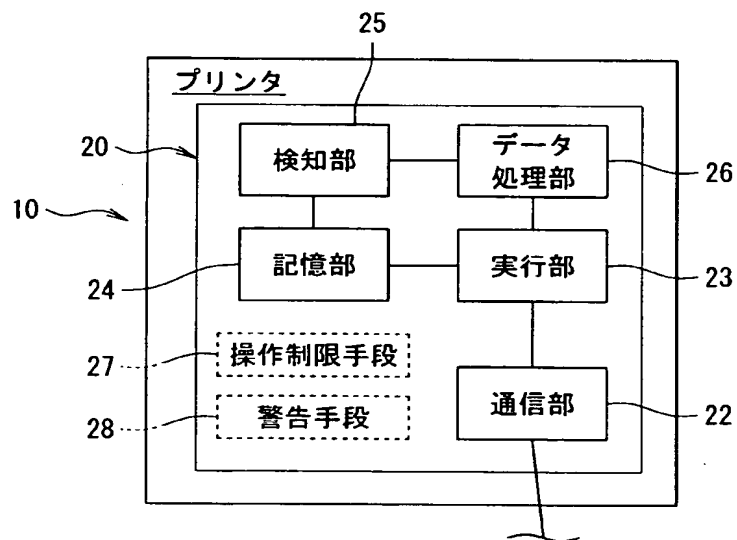 25
プリンタ
20
検知部
データ
処理部
26
10
24
記憶部
実行部
23
27
操作制限手段
28
警告手段
通信部
22